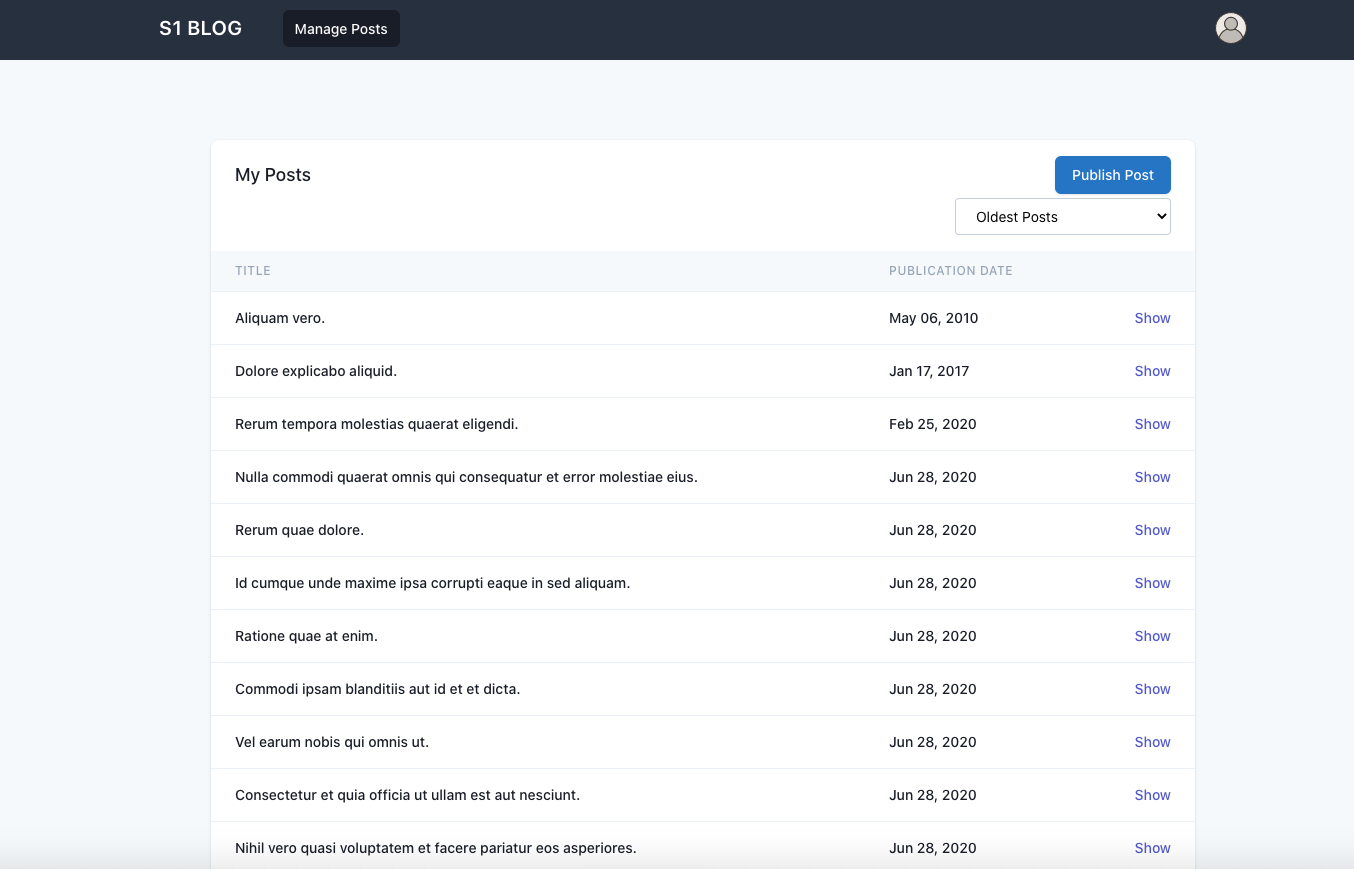 S1 BLOG Manage Posts
My Posts Publish Post
Oldest Posts
TITLE PUBLICATION DATE
Aliquam vero. May 06, 2010 Show
Dolore explicabo aliquid. Jan 17, 2017 Show
Rerum tempora molestias quaerat eligendi. Feb 25, 2020 Show
Nulla commodi quaerat omnis qui consequatur et error molestiae eius. Jun 28, 2020 Show
Rerum quae dolore. Jun 28, 2020 Show
Id cumque unde maxime ipsa corrupti eaque in sed aliquam. Jun 28, 2020 Show
Ratione quae at enim. Jun 28, 2020 Show
Commodi ipsam blanditiis aut id et et dicta. Jun 28, 2020 Show
Vel earum nobis qui omnis ut. Jun 28, 2020 Show
Consectetur et quia officia ut ullam est aut nesciunt. Jun 28, 2020 Show
Nihil vero quasi voluptatem et facere pariatur eos asperiores. Jun 28, 2020 Show